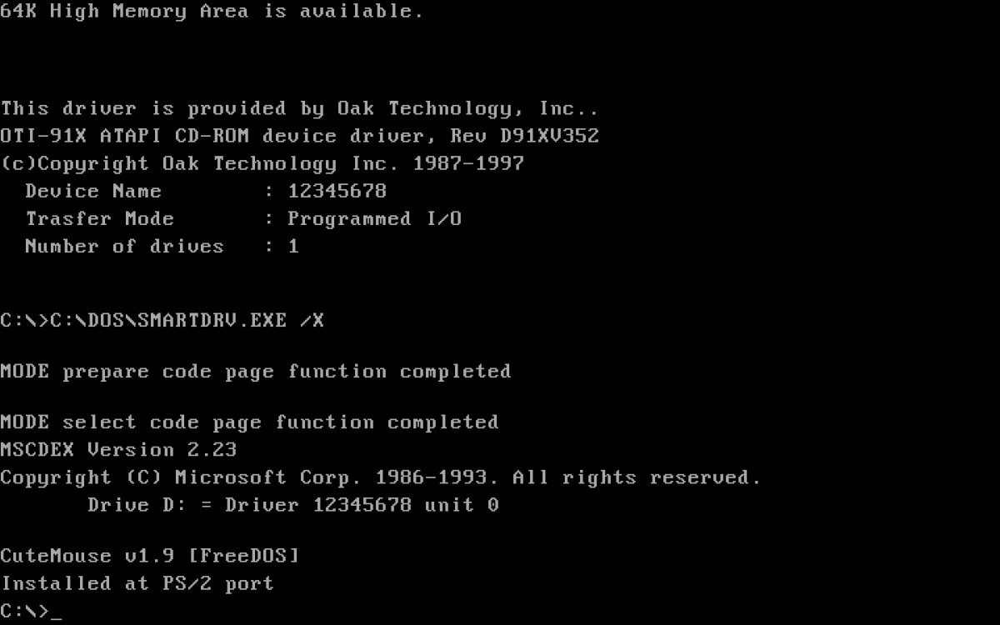 64K High Memory Area is available.
This driver is provided by Oak Technology, Inc..
OTI-91X ATAPI CD-ROM device driver, Rev D91XV352
(c)Copyright Oak Technology Inc. 1987-1997
Device Name : 12345678
Trasfer Mode : Programmed I/O
Number of drives : 1
C:\>C:\DOS\SMARTDRV.EXE /X
MODE prepare code page function completed
MODE select code page function completed
MSCDEX Version 2.23
Copyright (C) Microsoft Corp. 1986-1993. All rights reserved.
Drive D: = Driver 12345678 unit 0
CuteMouse v1.9 [FreeDOS]
Installed at PS/2 port
C:\>_